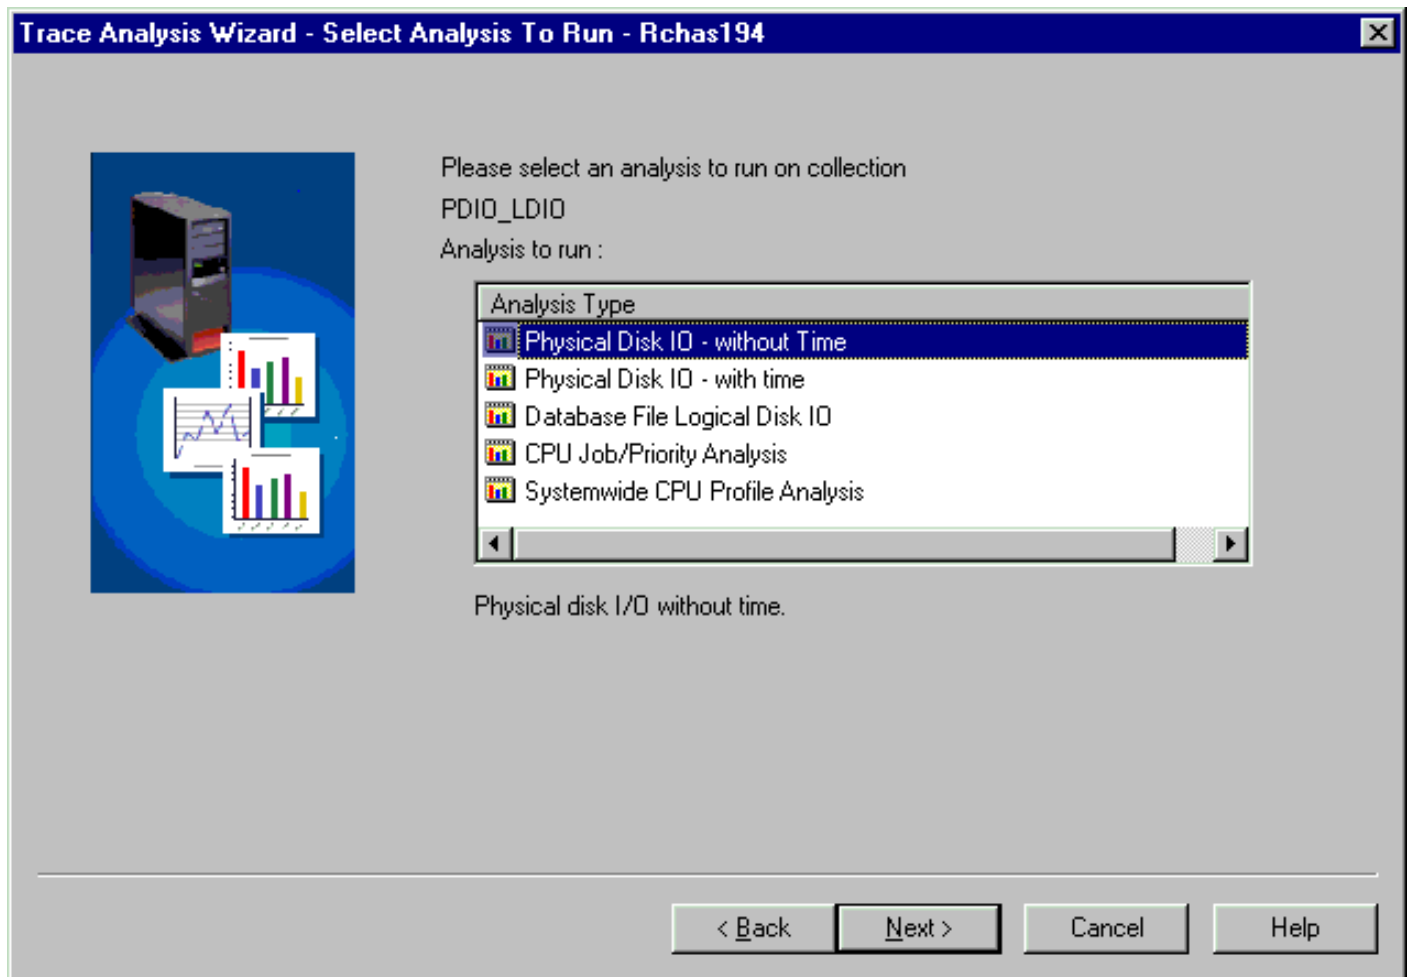 Trace Analysis Wizard - Select Analysis To Run - Rchas194
Please select an analysis to run on collection
PDIO_LDIO
Analysis to run :
Analysis Type
Physical Disk IO - without Time
Physical Disk IO - with time
Database File Logical Disk IO
CPU Job/Priority Analysis
Systemwide CPU Profile Analysis
Physical disk I/O without time.
< Back Next > Cancel Help